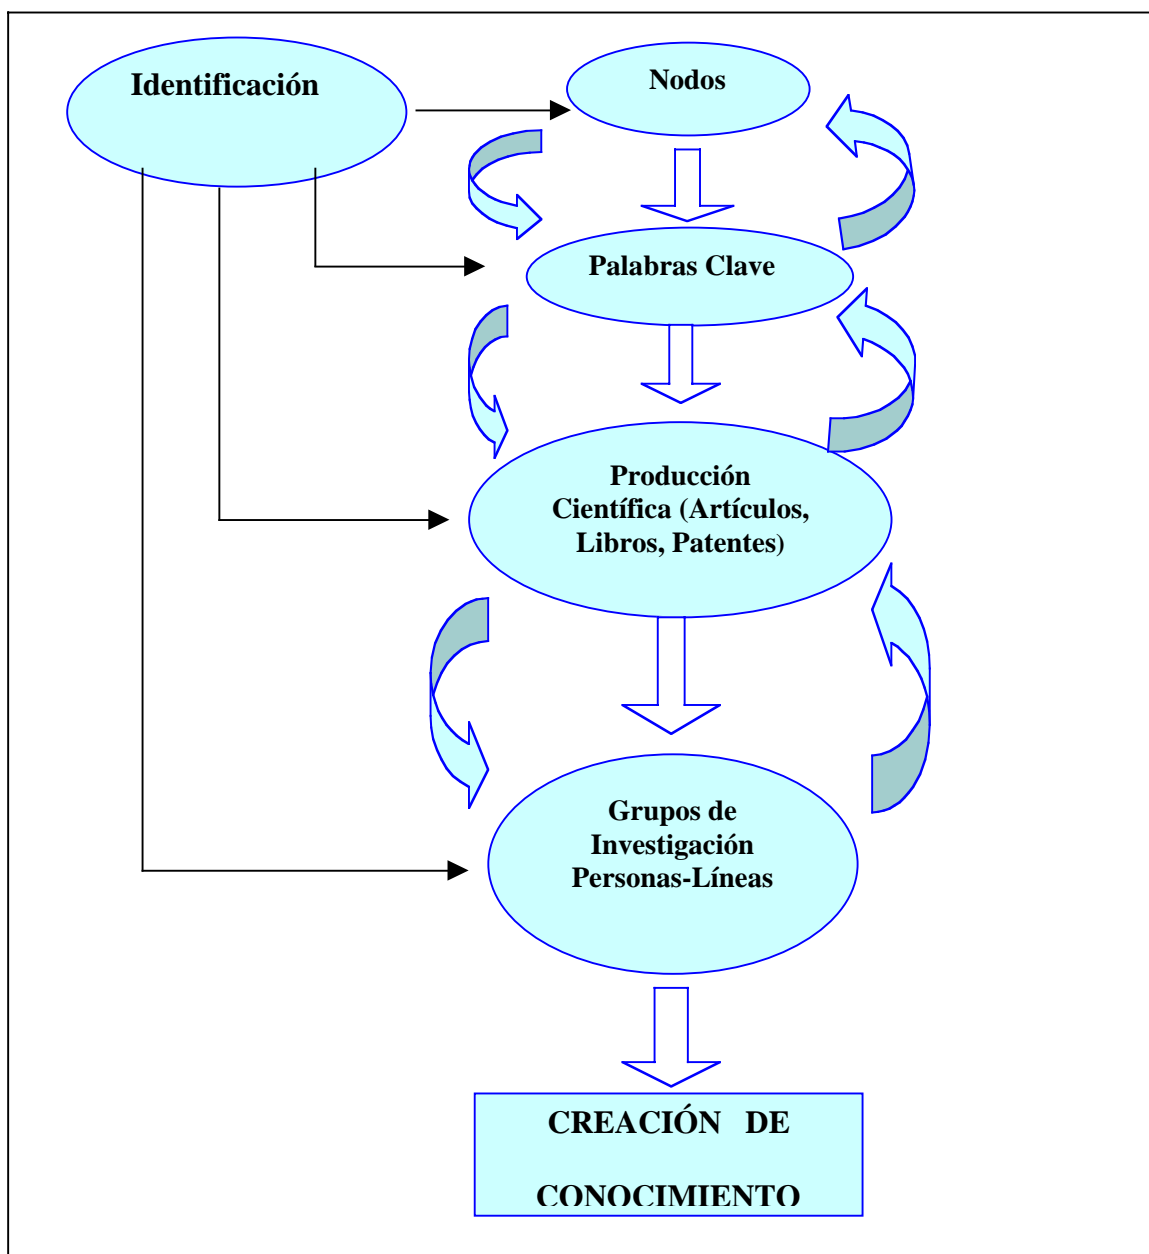 Identificación
Nodos
Palabras Clave
Producción
Científica (Artículos,
Libros, Patentes)
Grupos de
Investigación
Personas-Líneas
CREACIÓN DE
CONOCIMIENTO